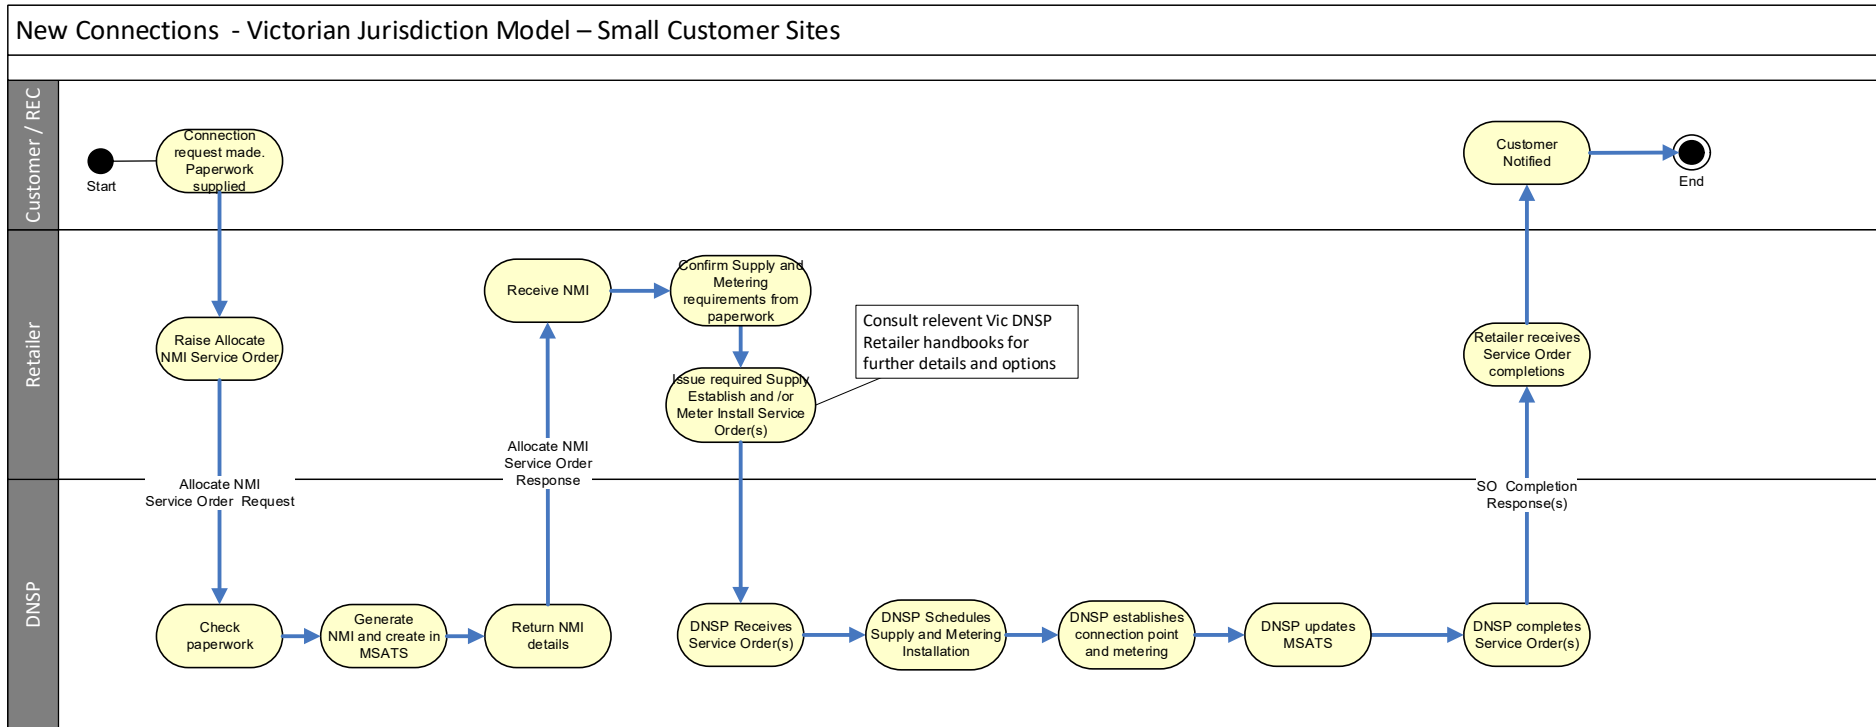 New Connections - Victorian Jurisdiction Model – Small Customer Sites
Customer / REC
Start
Connection
request made.
Paperwork
supplied
Customer
Notified
End
Retailer
Raise Allocate
NMI Service Order
Receive NMI
Confirm Supply and
Metering
requirements from
paperwork
Issue required Supply
Establish and /or
Meter Install Service
Order(s)
Consult relevent Vic DNSP
Retailer handbooks for
further details and options
Retailer receives
Service Order
completions
Allocate NMI
Service Order Request
Allocate NMI
Service Order
Response
SO Completion
Response(s)
DNSP
Check
paperwork
Generate
NMI and create in
MSATS
Return NMI
details
DNSP Receives
Service Order(s)
DNSP Schedules
Supply and Metering
Installation
DNSP establishes
connection point
and metering
DNSP updates
MSATS
DNSP completes
Service Order(s)